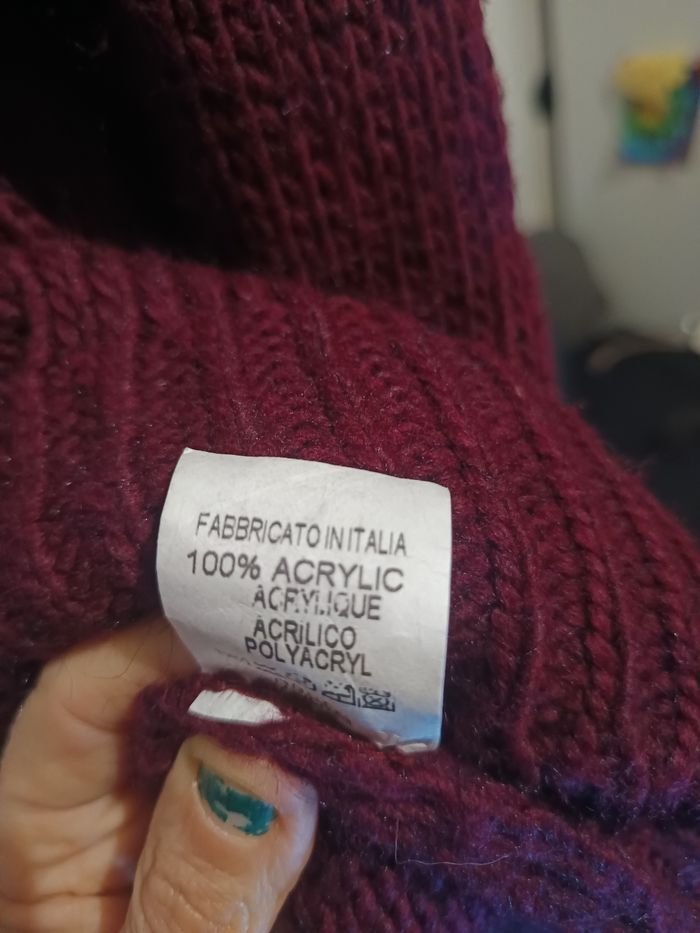 FABBRICATO IN ITALIA
100% ACRYLIC
ACRYLIQUE
ACRILICO
POLYACRYL